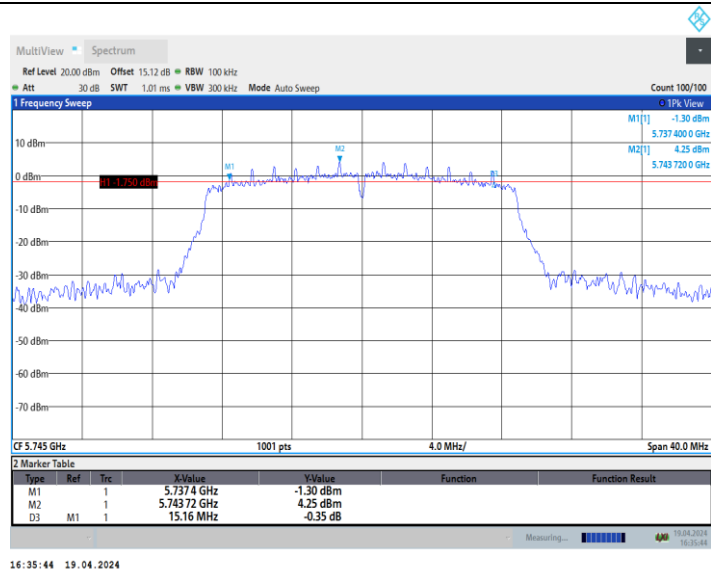 MultiView Spectrum
Ref Level 20.00 dBm Offset 15.12 dB RBW 100 kHz
Att 30 dB SWT 1.01 ms VBW 300 kHz Mode Auto Sweep Count 100/100
1 Frequency Sweep 1Pk View
M1[1] -1.30 dBm
5.737 400 0 GHz
M2[1] 4.25 dBm
5.743 720 0 GHz
10 dBm
M2
M1
0 dBm
H1 -1.750 dBm
-10 dBm
-20 dBm
-30 dBm
-40 dBm
-50 dBm
-60 dBm
-70 dBm
CF 5.745 GHz 1001 pts 4.0 MHz/ Span 40.0 MHz
2 Marker Table
Type Ref Trc X-Value Y-Value Function Function Result
M1 1 5.737 4 GHz -1.30 dBm
M2 1 5.743 72 GHz 4.25 dBm
D3 M1 1 15.16 MHz -0.35 dB
Measuring... 19.04.2024
16:35:44
16:35:44 19.04.2024